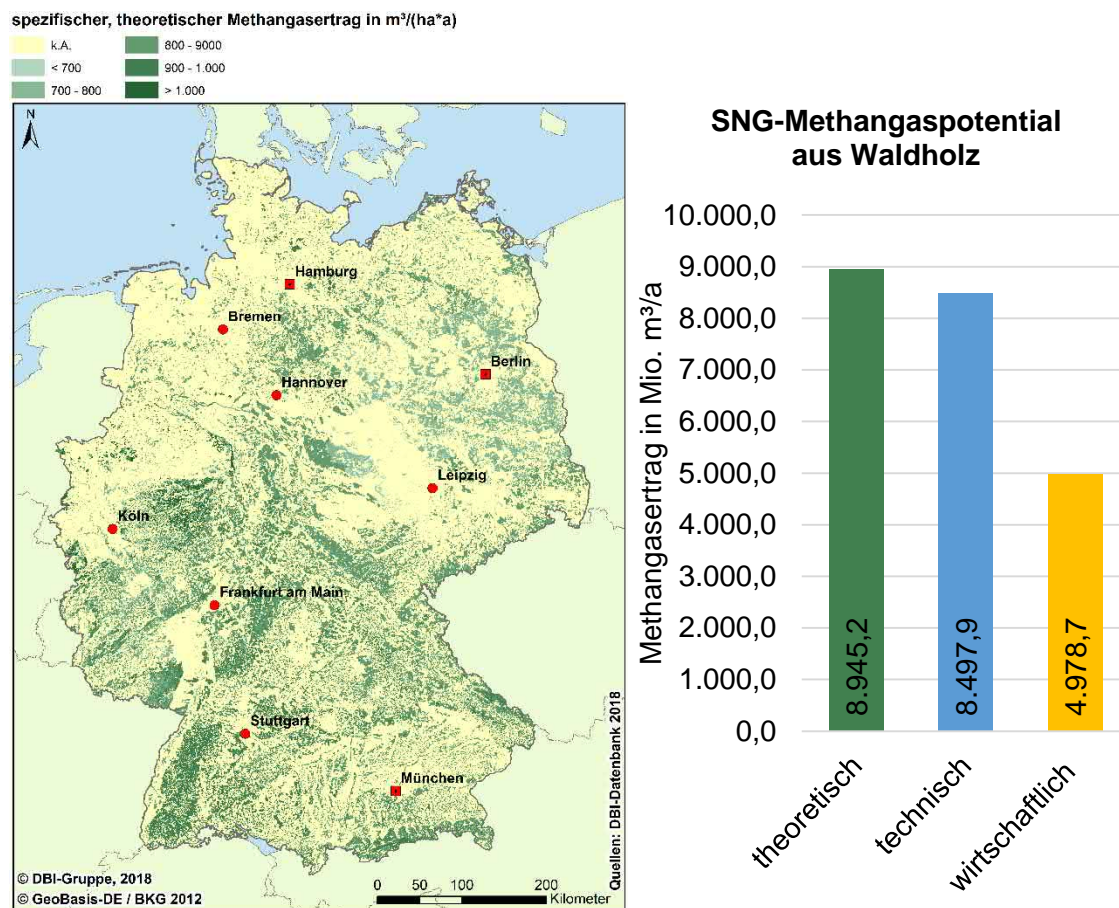 spezifischer, theoretischer Methangasertrag in m³/(ha*a)
k.A.
800 - 9000
< 700
900 - 1.000
700 - 800
> 1.000
N
Hamburg
Bremen
Berlin
Hannover
Leipzig
Köln
Frankfurt am Main
Stuttgart
München
Quellen: DBI-Datenbank 2018
© DBI-Gruppe, 2018
© GeoBasis-DE / BKG 2012
0 50 100 200
Kilometer
SNG-Methangaspotential
aus Waldholz
Methangasertrag in Mio. m³/a
10.000,0
9.000,0
8.000,0
7.000,0
6.000,0
5.000,0
4.000,0
3.000,0
2.000,0
1.000,0
0,0
8.945,2
8.497,9
4.978,7
theoretisch
technisch
wirtschaftlich